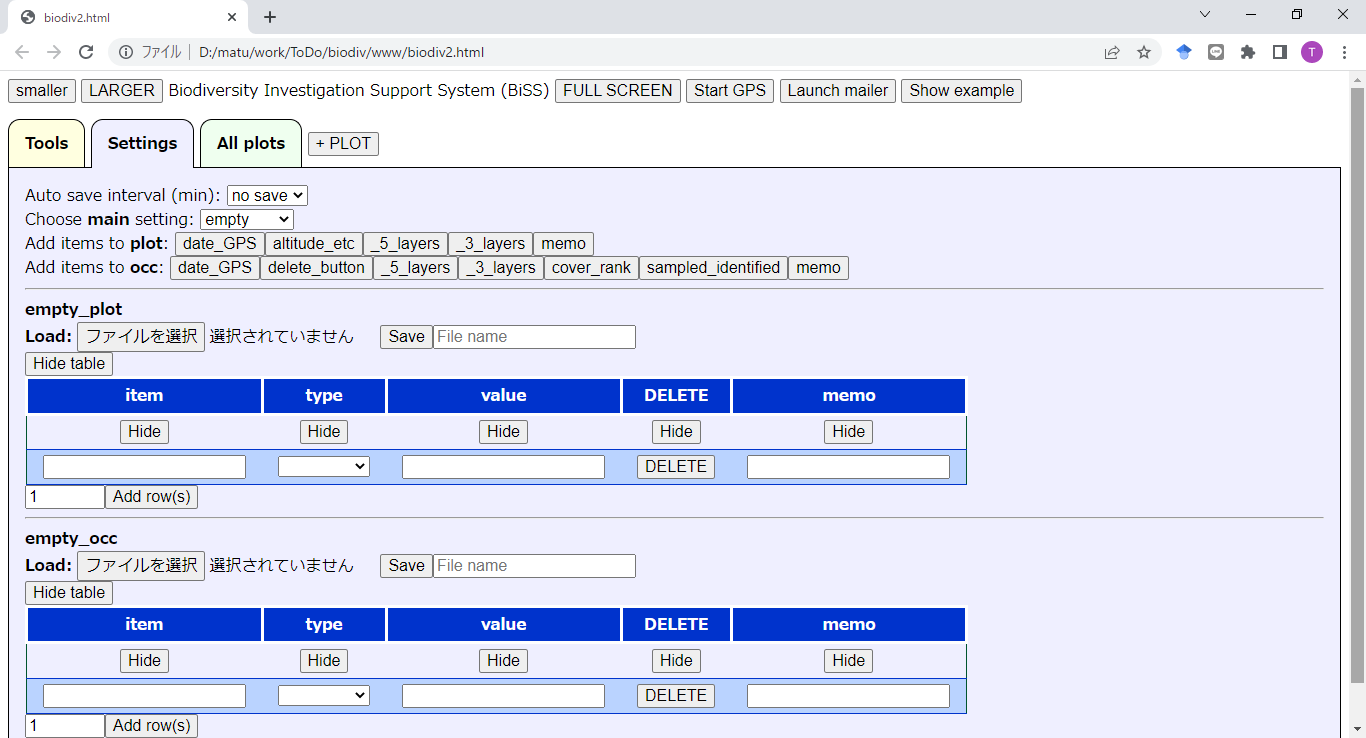 biodiv2.html
ファイル D:/matu/work/ToDo/biodiv/www/biodiv2.html T
smaller LARGER Biodiversity Investigation Support System (BiSS) FULL SCREEN Start GPS Launch mailer Show example
Tools Settings All plots + PLOT
Auto save interval (min): no save
Choose main setting: empty
Add items to plot: date_GPS altitude_etc _5_layers _3_layers memo
Add items to occ: date_GPS delete_button _5_layers _3_layers cover_rank sampled_identified memo
empty_plot
Load: ファイルを選択 選択されていません Save File name
Hide table
item type value DELETE memo
Hide Hide Hide Hide Hide
DELETE
1 Add row(s)
empty_occ
Load: ファイルを選択 選択されていません Save File name
Hide table
item type value DELETE memo
Hide Hide Hide Hide Hide
DELETE
1 Add row(s)